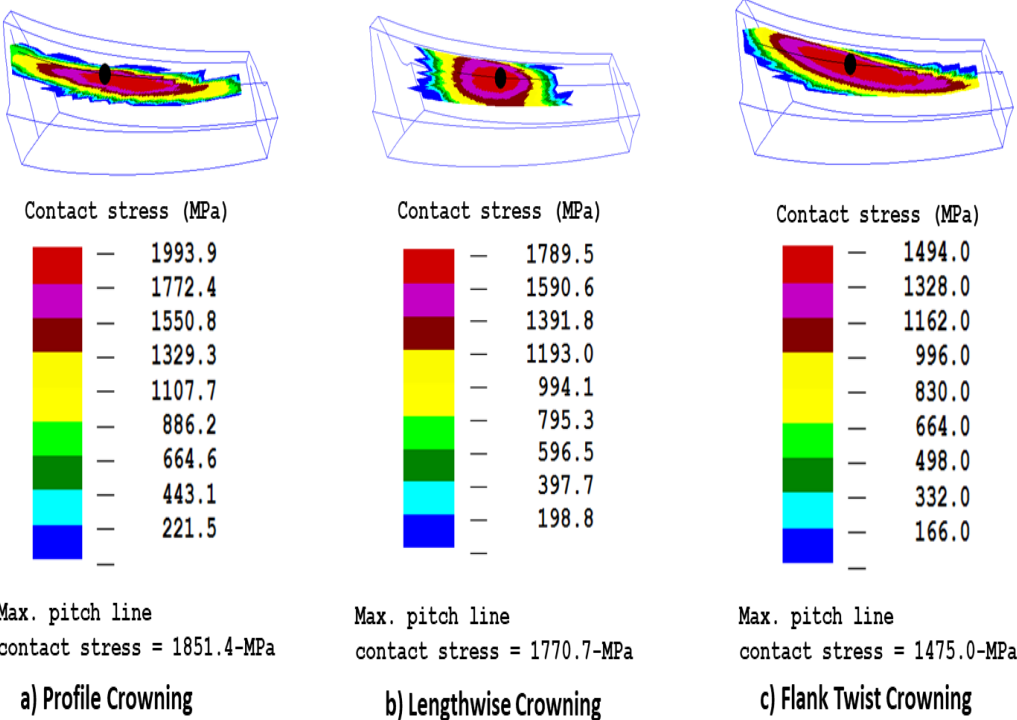 Contact stress (MPa)
1993.9
1772.4
1550.8
1329.3
1107.7
886.2
664.6
443.1
221.5
Max. pitch line
contact stress = 1851.4-MPa
a) Profile Crowning
Contact stress (MPa)
1789.5
1590.6
1391.8
1193.0
994.1
795.3
596.5
397.7
198.8
Max. pitch line
contact stress = 1770.7-MPa
b) Lengthwise Crowning
Contact stress (MPa)
1494.0
1328.0
1162.0
996.0
830.0
664.0
498.0
332.0
166.0
Max. pitch line
contact stress = 1475.0-MPa
c) Flank Twist Crowning